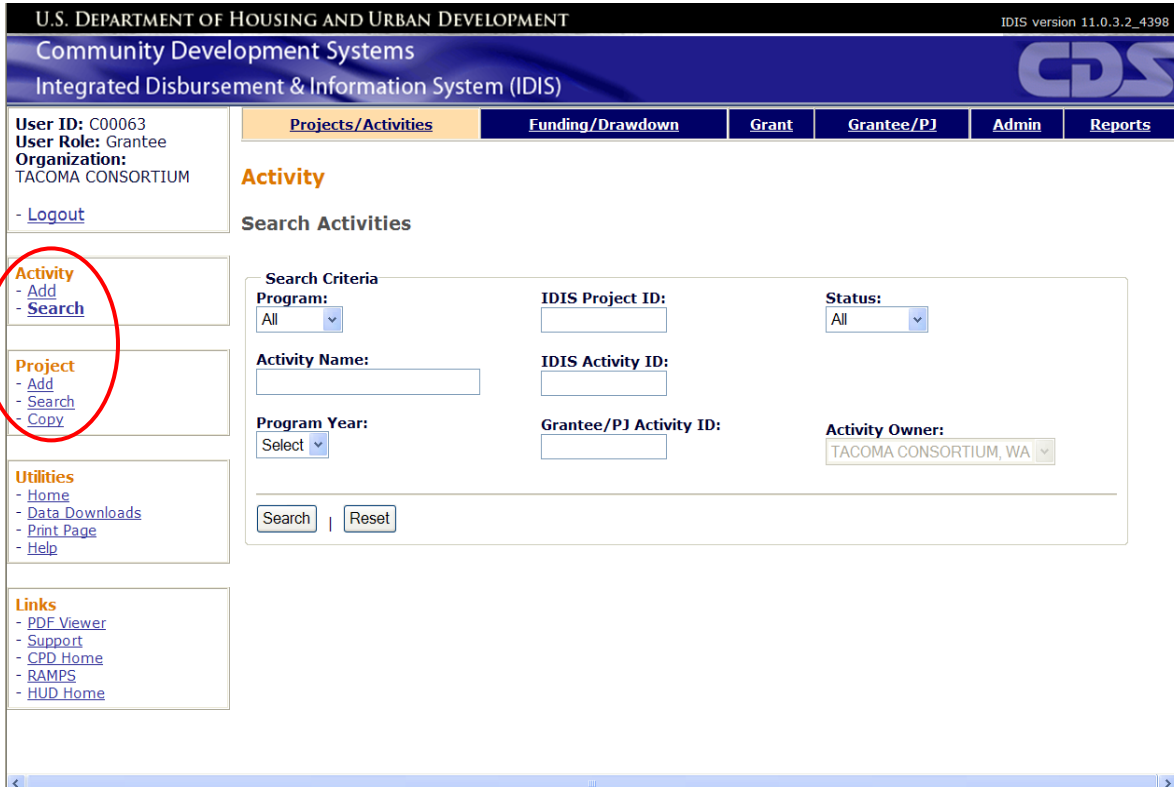 U.S. DEPARTMENT OF HOUSING AND URBAN DEVELOPMENT
IDIS version 11.0.3.2_4398
Community Development Systems
Integrated Disbursement & Information System (IDIS)
CDS
User ID: C00063
User Role: Grantee
Organization:
TACOMA CONSORTIUM
- Logout
Projects/Activities Funding/Drawdown Grant Grantee/PJ Admin Reports
Activity
- Add
- Search
Project
- Add
- Search
- Copy
Utilities
- Home
- Data Downloads
- Print Page
- Help
Links
- PDF Viewer
- Support
- CPD Home
- RAMPS
- HUD Home
Activity
Search Activities
Search Criteria
Program: IDIS Project ID: Status:
All All
Activity Name: IDIS Activity ID:
Program Year: Grantee/PJ Activity ID: Activity Owner:
Select TACOMA CONSORTIUM, WA
Search | Reset